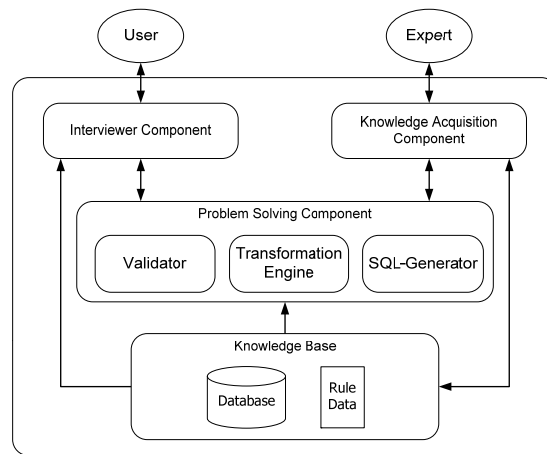 User
Expert
Interviewer Component
Knowledge Acquisition
Component
Problem Solving Component
Validator
Transformation
Engine
SQL-Generator
Knowledge Base
Database
Rule
Data